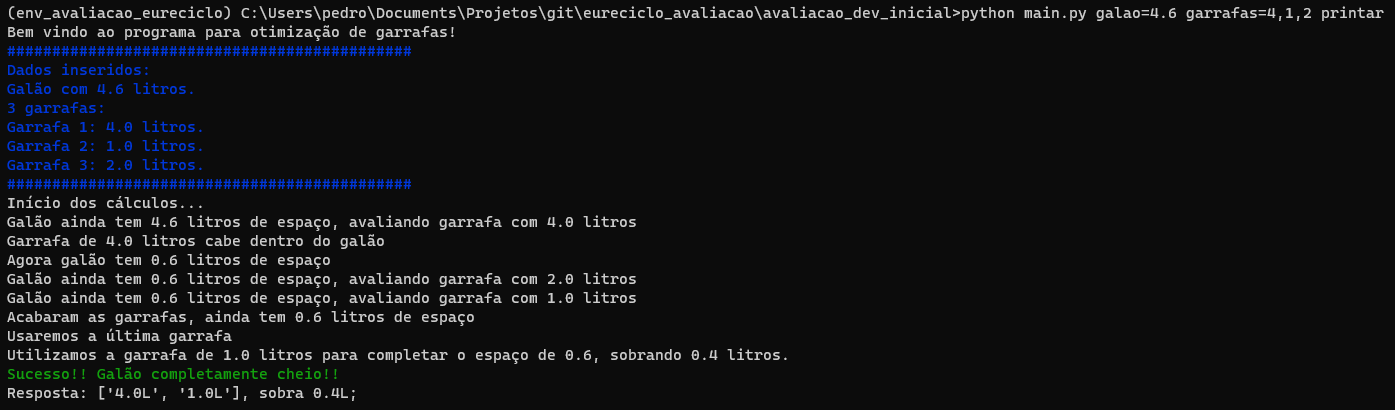 (env_avaliacao_eureciclo) C:\Users\pedro\Documents\Projetos\git\eureciclo_avaliacao\avaliacao_dev_inicial>python main.py galao=4.6 garrafas=4,1,2 printar
Bem vindo ao programa para otimização de garrafas!
#############################################
Dados inseridos:
Galão com 4.6 litros.
3 garrafas:
Garrafa 1: 4.0 litros.
Garrafa 2: 1.0 litros.
Garrafa 3: 2.0 litros.
#############################################
Início dos cálculos...
Galão ainda tem 4.6 litros de espaço, avaliando garrafa com 4.0 litros
Garrafa de 4.0 litros cabe dentro do galão
Agora galão tem 0.6 litros de espaço
Galão ainda tem 0.6 litros de espaço, avaliando garrafa com 2.0 litros
Galão ainda tem 0.6 litros de espaço, avaliando garrafa com 1.0 litros
Acabaram as garrafas, ainda tem 0.6 litros de espaço
Usaremos a última garrafa
Utilizamos a garrafa de 1.0 litros para completar o espaço de 0.6, sobrando 0.4 litros.
Sucesso!! Galão completamente cheio!!
Resposta: ['4.0L', '1.0L'], sobra 0.4L;